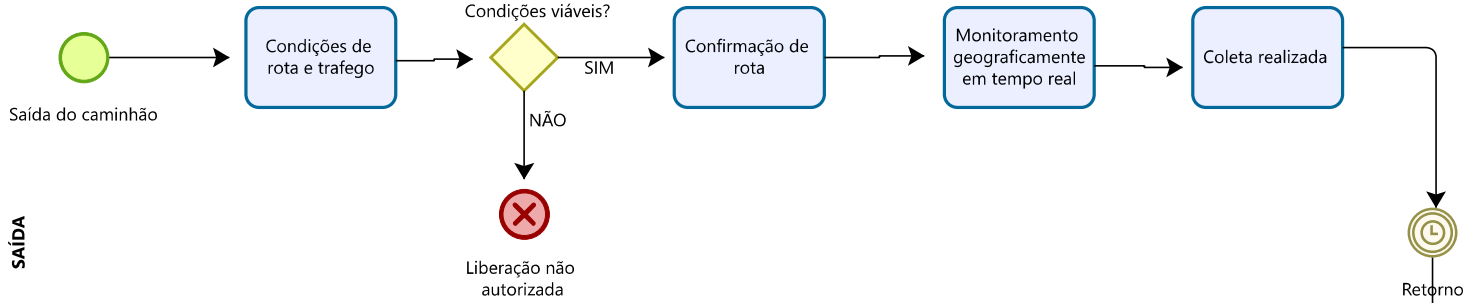 Condições viáveis?
Saída do caminhão
Condições de
rota e trafego
SIM
NÃO
Liberação não
autorizada
Confirmação de
rota
Monitoramento
geograficamente
em tempo real
Coleta realizada
Retorno
SAÍDA